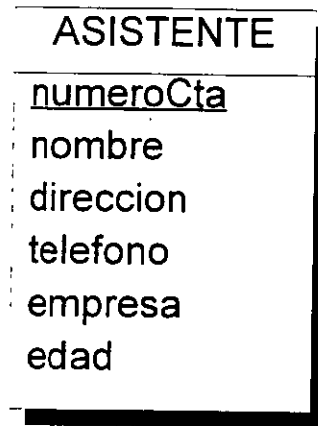 ASISTENTE
numeroCta
nombre
direccion
telefono
empresa
edad